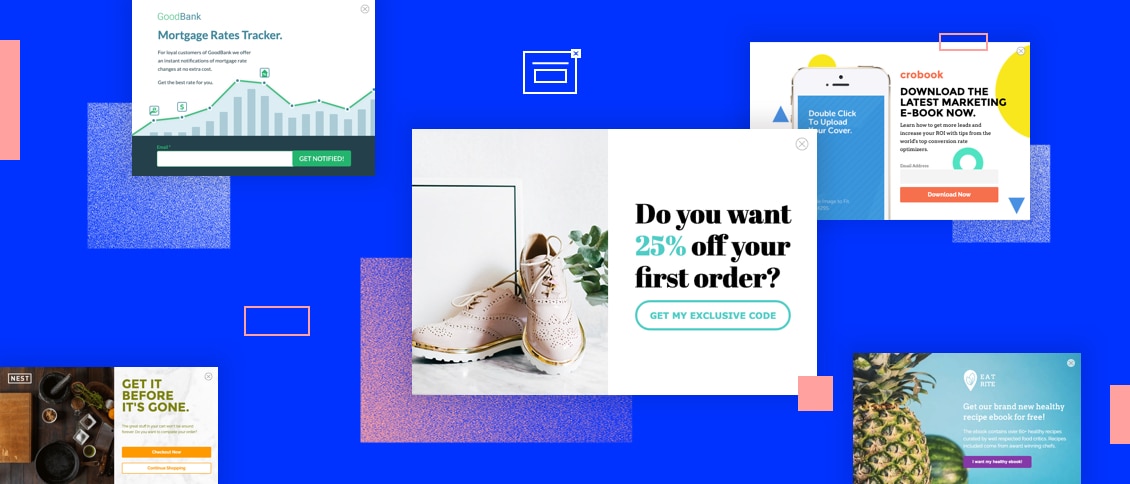 GoodBank
Mortgage Rates Tracker.
For loyal customers of GoodBank we offer
an instant notifications of mortgage rate
changes at no extra cost.
Get the best rate for you.
Email *
GET NOTIFIED!
Double Click
To Upload
Your Cover.
crobook
DOWNLOAD THE
LATEST MARKETING
E-BOOK NOW.
Learn how to get more leads and
increase your ROI with tips from the
world's top conversion rate
optimizers.
Email Address
Download Now
Do you want
25% off your
first order?
GET MY EXCLUSIVE CODE
NEST
GET IT
BEFORE
IT'S GONE.
The great stuff in your cart won't be around
forever. Do you want to complete your order?
Checkout Now
Continue Shopping
EAT
RITE
Get our brand new healthy
recipe ebook for free!
The ebook contains over 80+ healthy recipes
curated by well respected food critics. Recipes
included come from award winning chefs.
I want my healthy ebook!